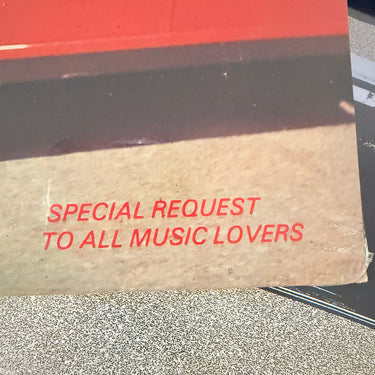 SPECIAL REQUEST
TO ALL MUSIC LOVERS